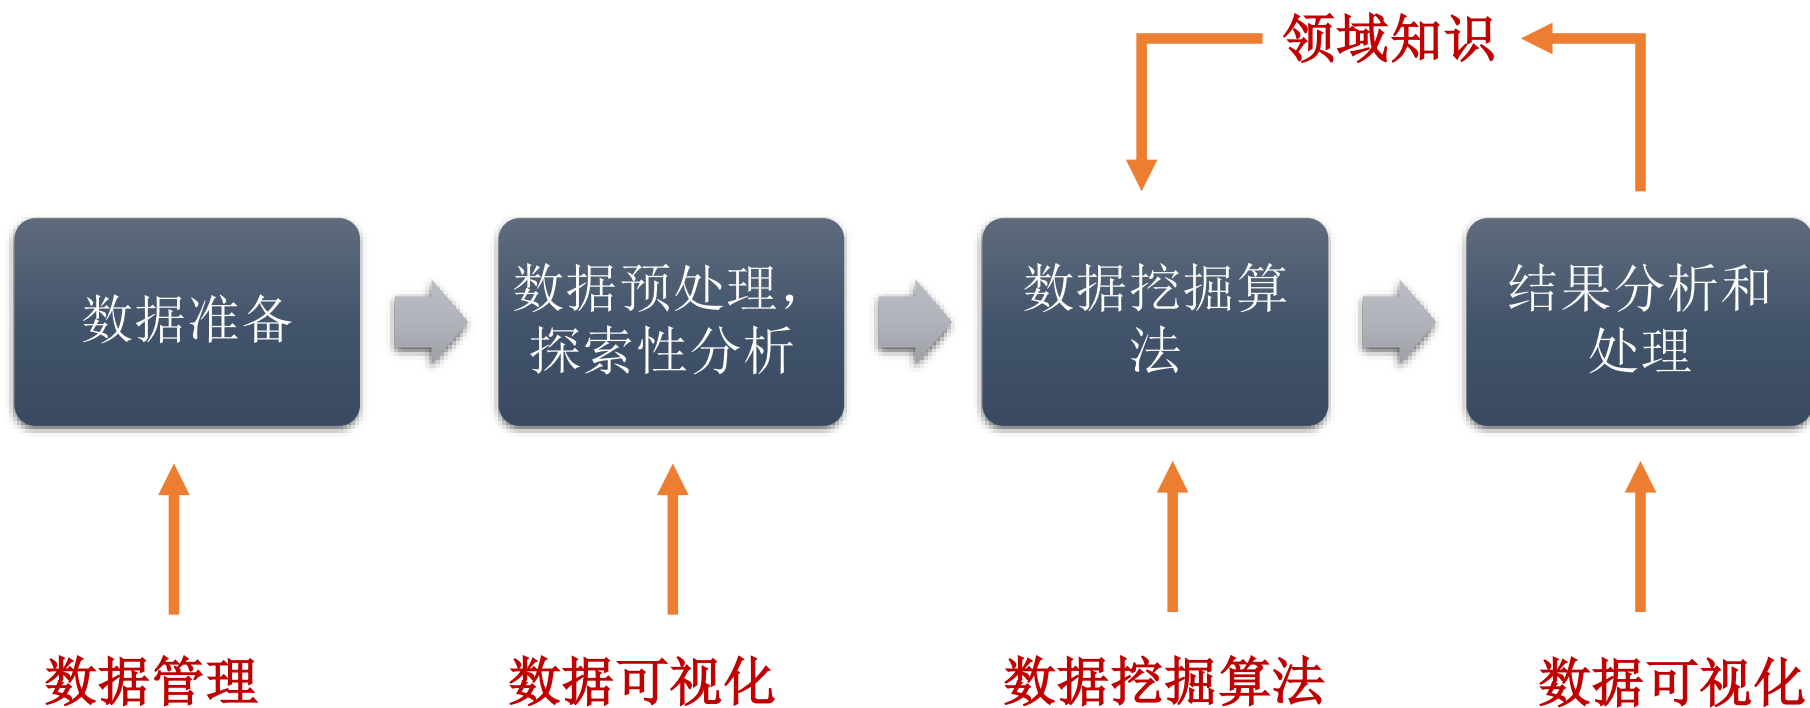 领域知识
数据准备
数据预处理，
探索性分析
数据挖掘算
法
结果分析和
处理
数据管理
数据可视化
数据挖掘算法
数据可视化